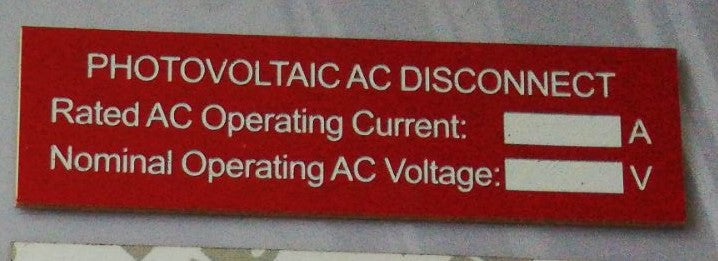 PHOTOVOLTAIC AC DISCONNECT
Rated AC Operating Current: A
Nominal Operating AC Voltage: V